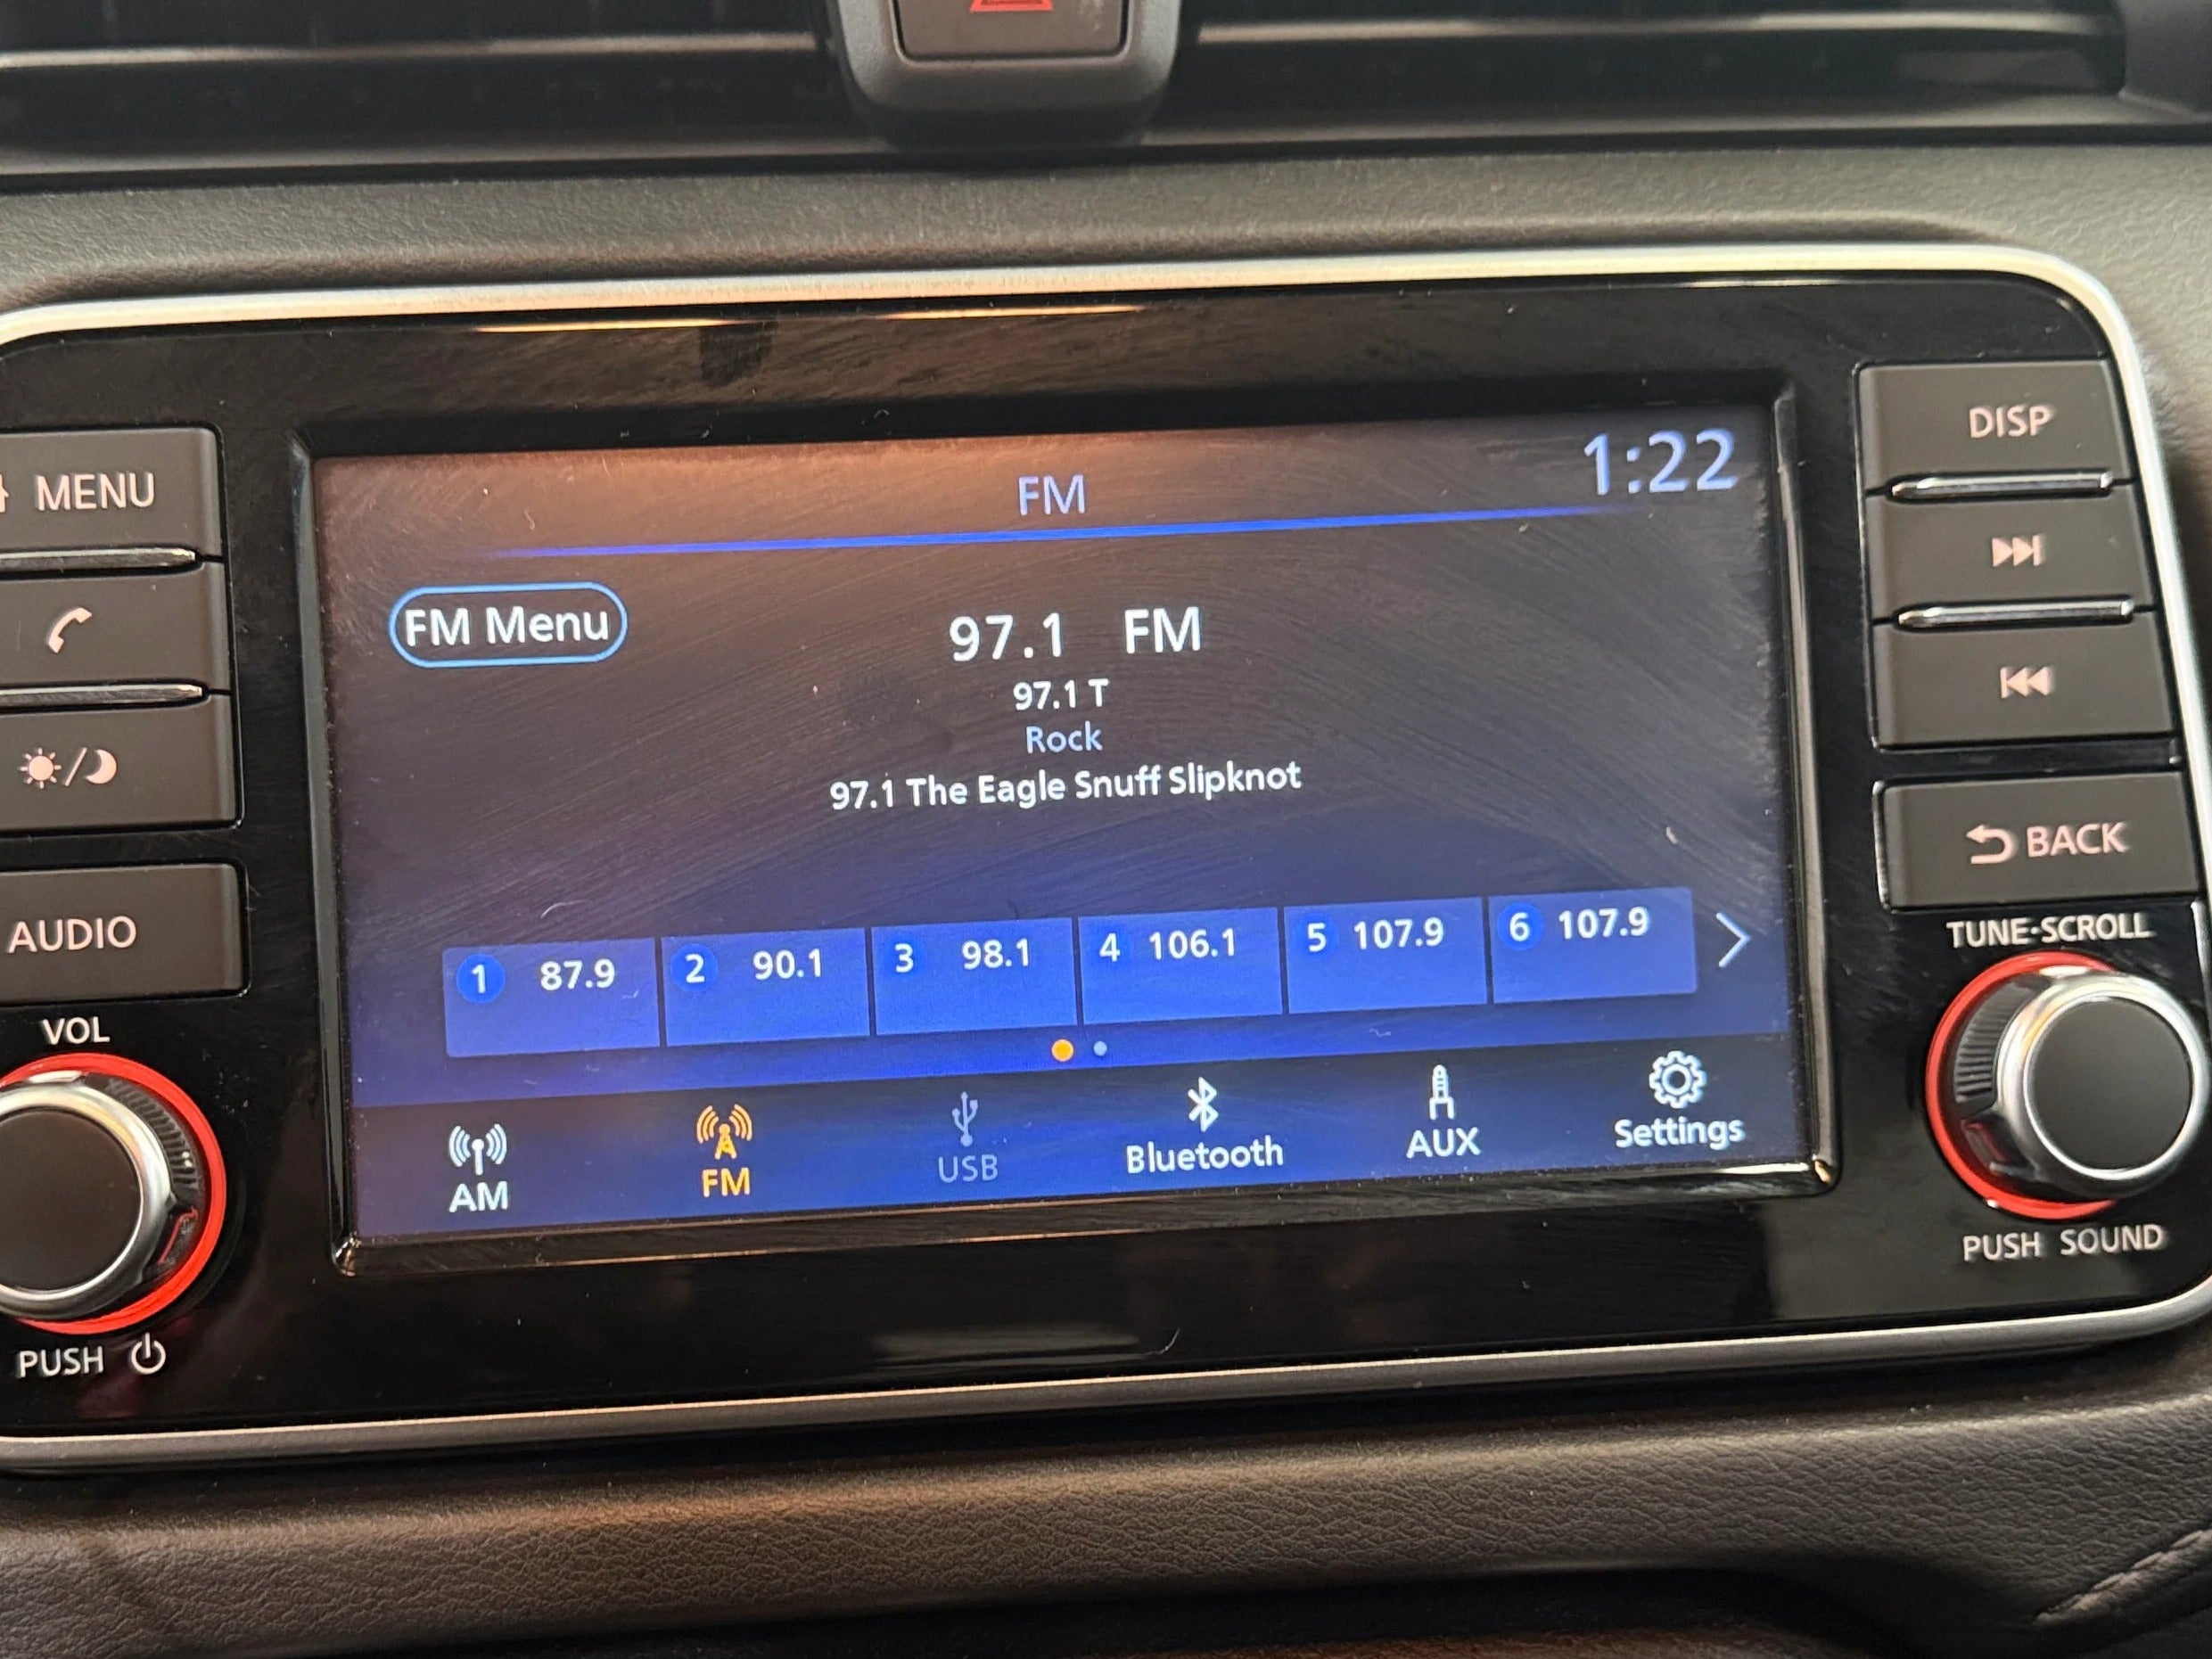 MENU
AUDIO
VOL
PUSH
FM
1:22
FM Menu
97.1 FM
97.1 T
Rock
97.1 The Eagle Snuff Slipknot
1 87.9
2 90.1
3 98.1
4 106.1
5 107.9
6 107.9
AM
FM
USB
Bluetooth
AUX
Settings
DISP
BACK
TUNE·SCROLL
PUSH SOUND